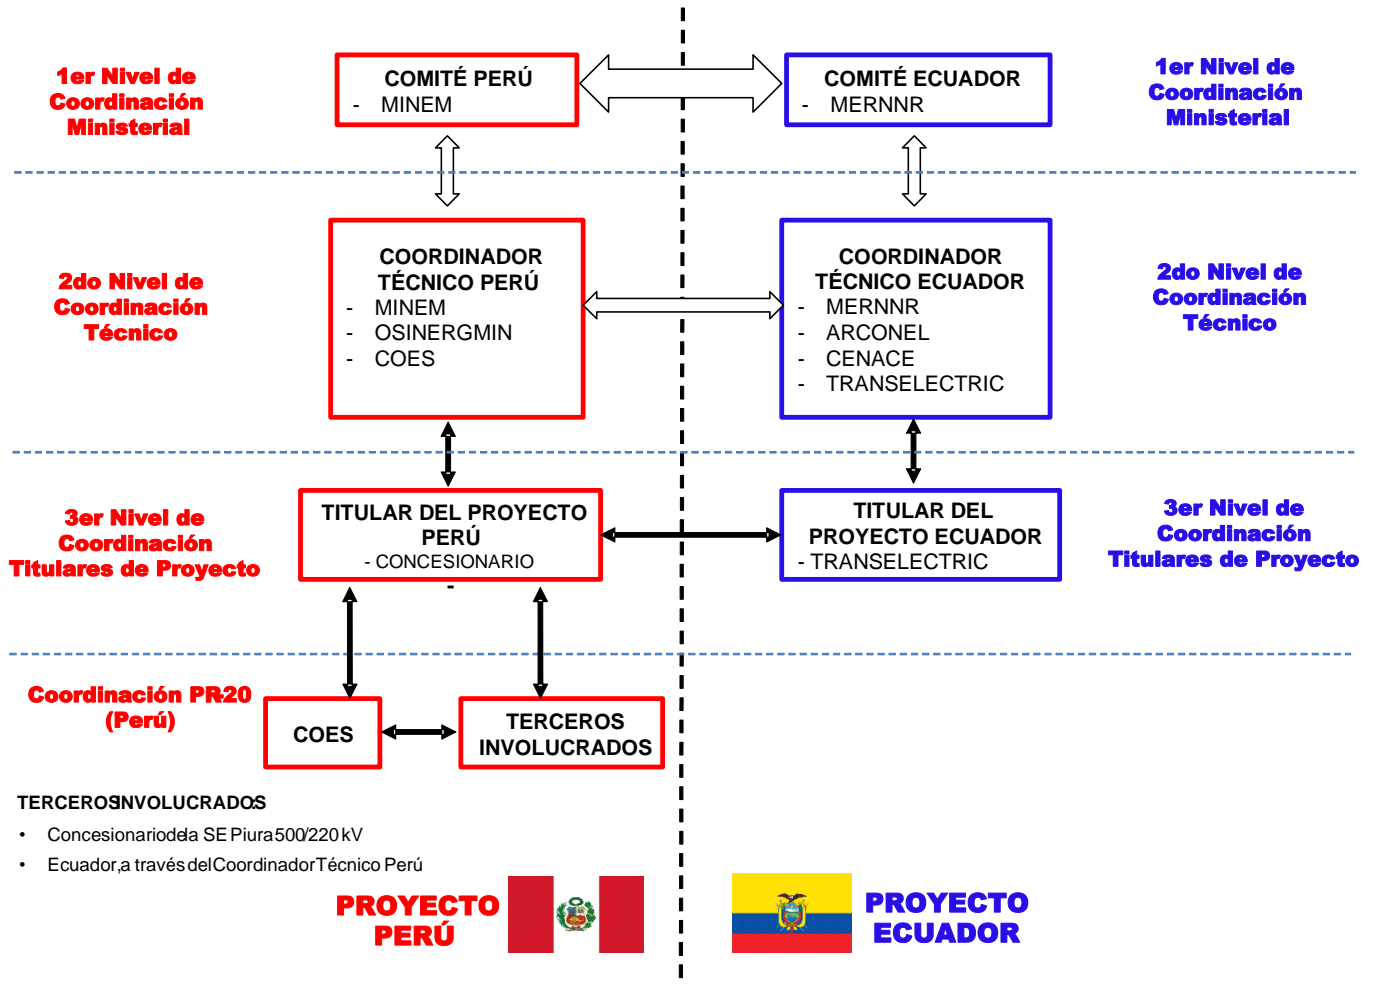 1er Nivel de
Coordinación
Ministerial
COMITÉ PERÚ
- MINEM
COMITÉ ECUADOR
- MERNNR
1er Nivel de
Coordinación
Ministerial
2do Nivel de
Coordinación
Técnico
COORDINADOR
TÉCNICO PERÚ
- MINEM
- OSINERGMIN
- COES
COORDINADOR
TÉCNICO ECUADOR
- MERNNR
- ARCONEL
- CENACE
- TRANSELECTRIC
2do Nivel de
Coordinación
Técnico
3er Nivel de
Coordinación
Titulares de Proyecto
TITULAR DEL PROYECTO
PERÚ
- CONCESIONARIO
-
TITULAR DEL
PROYECTO ECUADOR
- TRANSELECTRIC
3er Nivel de
Coordinación
Titulares de Proyecto
Coordinación PR-20
(Perú)
COES
TERCEROS
INVOLUCRADOS
TERCEROS INVOLUCRADOS:
• Concesionario de la SE Piura 500/220 kV
• Ecuador, a través del Coordinador Técnico Perú
PROYECTO
PERÚ
PROYECTO
ECUADOR